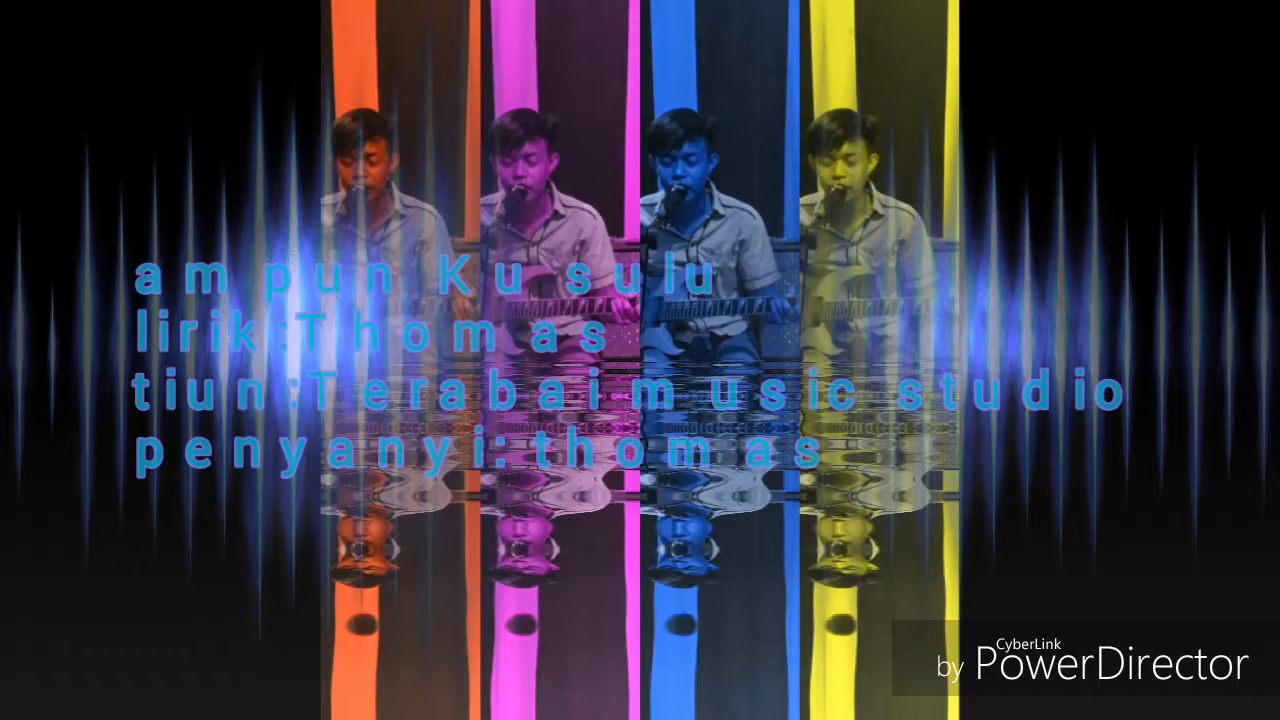 ampun Ku sulu
lirik:Thomas
tiun:Terabai music studio
penyanyi: thomas
CyberLink
by PowerDirector